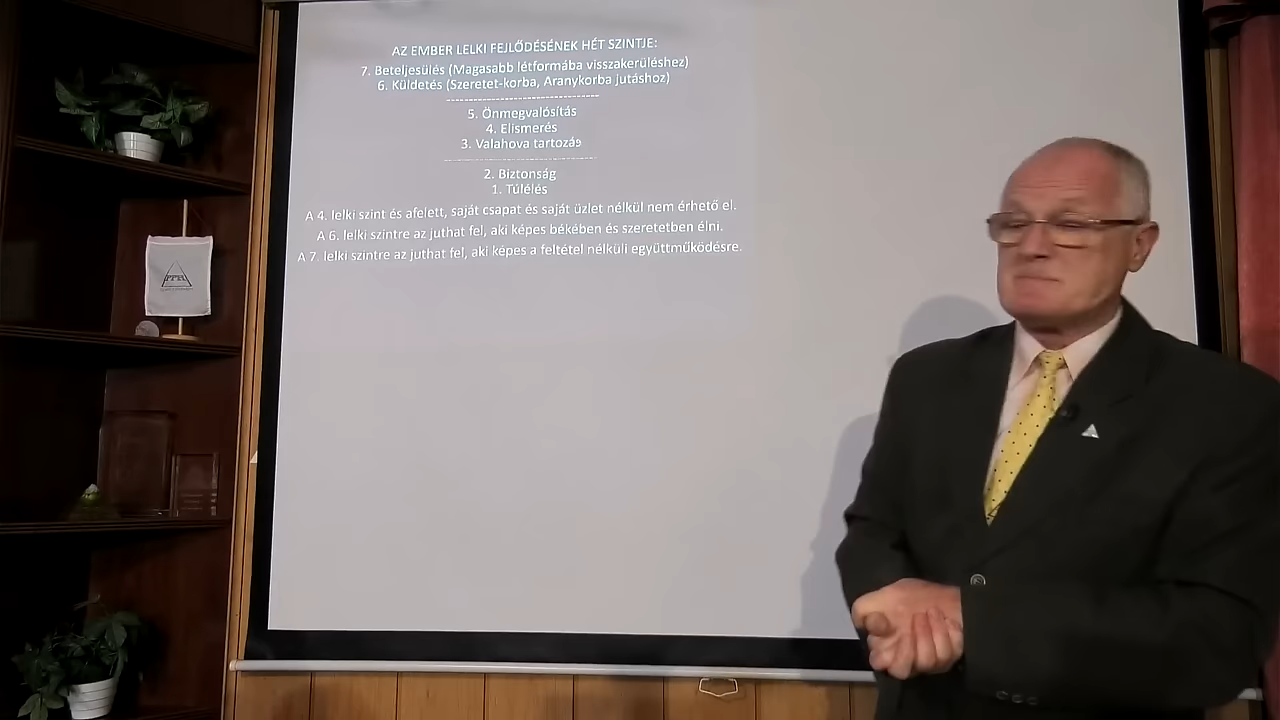 AZ EMBER LELKI FEJLŐDÉSÉNEK HÉT SZINTJE:
7. Beteljesülés (Magasabb létformába visszakerüléshez)
6. Küldetés (Szeretet-korba, Aranykorba jutáshoz)
5. Önmegvalósítás
4. Elismerés
3. Valahova tartozás
2. Biztonság
1. Túlélés
A 4. lelki szint és afelett, saját csapat és saját üzlet nélkül nem érhető el.
A 6. lelki szintre az juthat fel, aki képes békében és szeretetben élni.
A 7. lelki szintre az juthat fel, aki képes a feltétel nélküli együttműködésre.